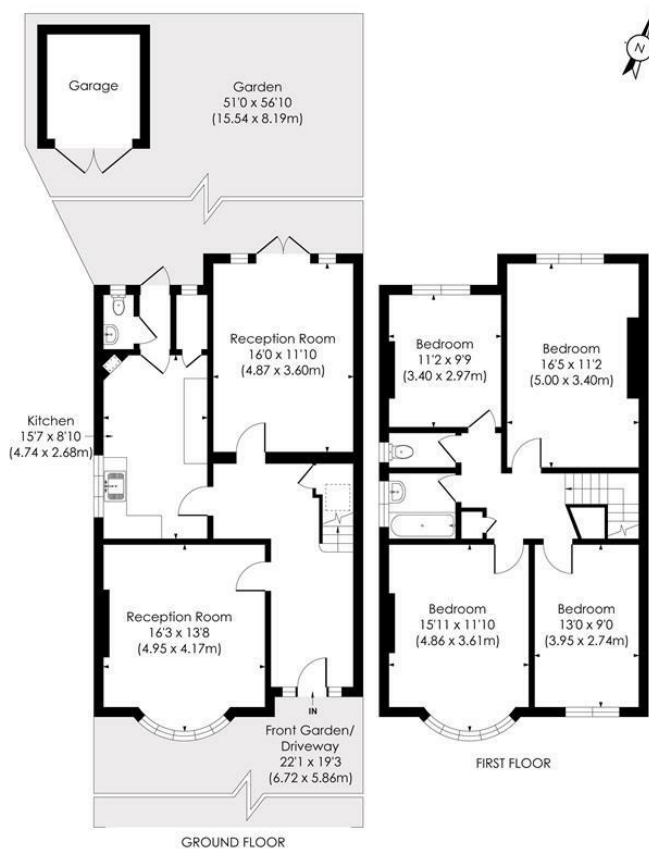 N
Garage
Garden
51'0 x 56'10
(15.54 x 8.19m)
Reception Room
16'0 x 11'10
(4.87 x 3.60m)
Kitchen
15'7 x 8'10
(4.74 x 2.68m)
Reception Room
16'3 x 13'8
(4.95 x 4.17m)
IN
Front Garden/
Driveway
22'1 x 19'3
(6.72 x 5.86m)
GROUND FLOOR
Bedroom
11'2 x 9'9
(3.40 x 2.97m)
Bedroom
16'5 x 11'2
(5.00 x 3.40m)
Bedroom
15'11 x 11'10
(4.86 x 3.61m)
Bedroom
13'0 x 9'0
(3.95 x 2.74m)
FIRST FLOOR